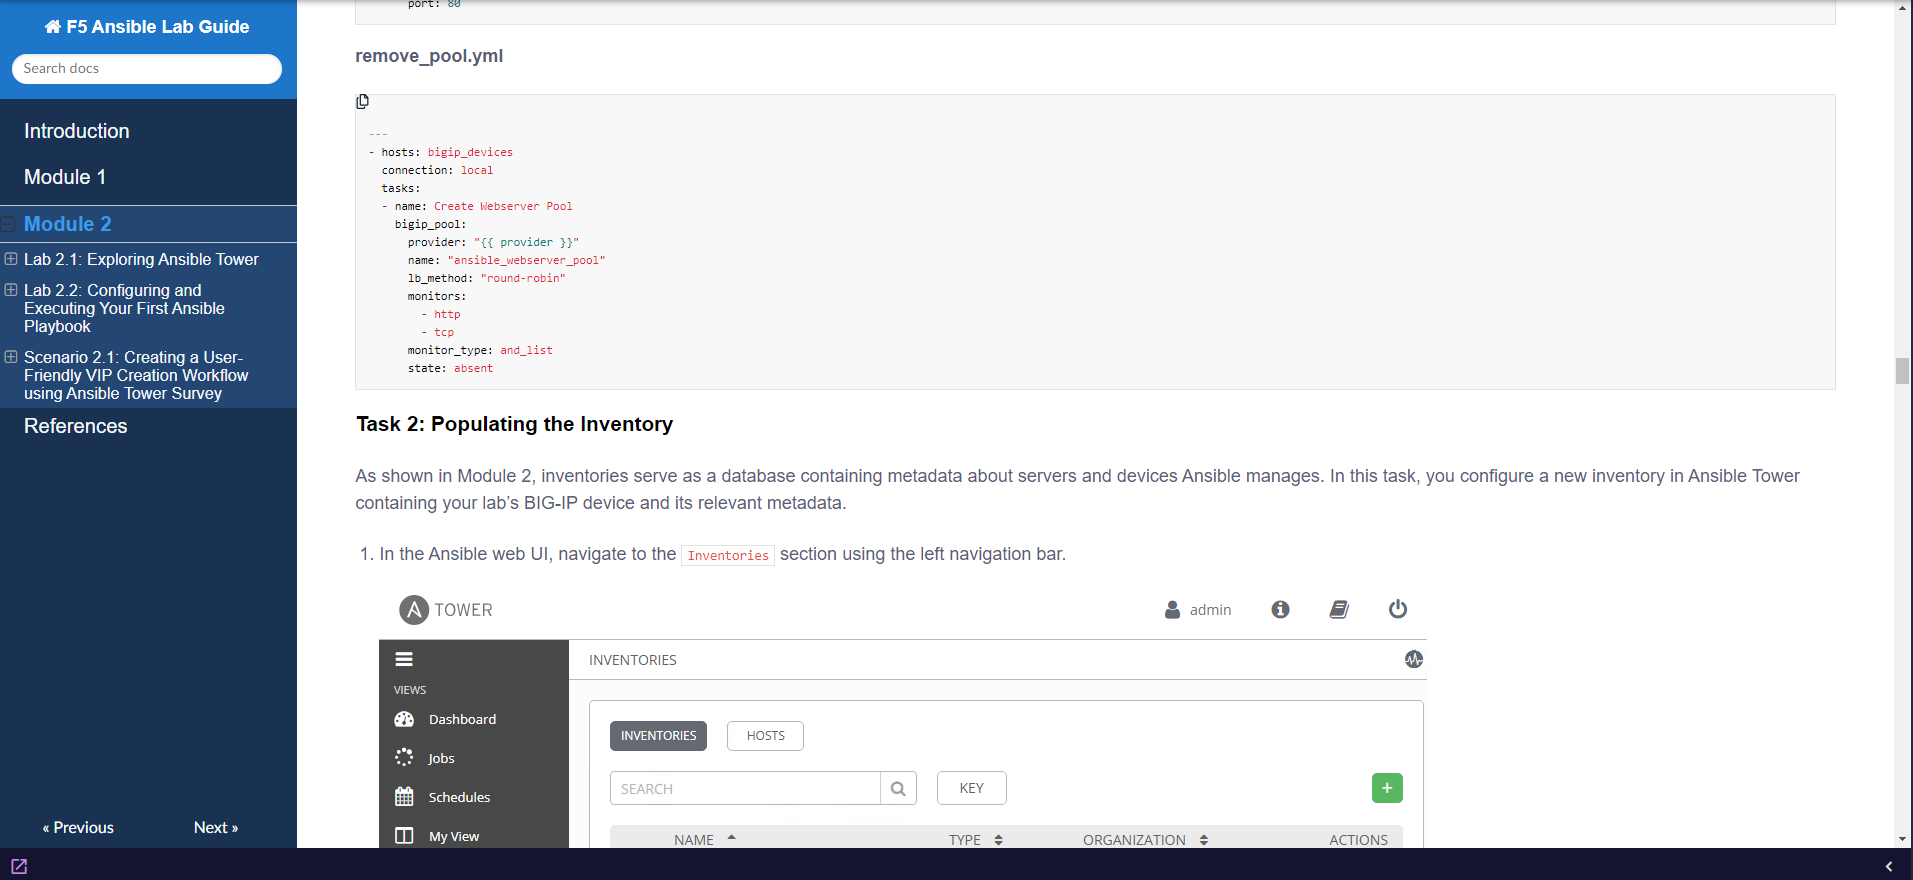 F5 Ansible Lab Guide
Search docs
Introduction
Module 1
Module 2
Lab 2.1: Exploring Ansible Tower
Lab 2.2: Configuring and
Executing Your First Ansible
Playbook
Scenario 2.1: Creating a User-
Friendly VIP Creation Workflow
using Ansible Tower Survey
References
« Previous
Next »
port: 80
remove_pool.yml
---
- hosts: bigip_devices
  connection: local
  tasks:
  - name: Create Webserver Pool
    bigip_pool:
      provider: "{{ provider }}"
      name: "ansible_webserver_pool"
      lb_method: "round-robin"
      monitors:
        - http
        - tcp
      monitor_type: and_list
      state: absent
Task 2: Populating the Inventory
As shown in Module 2, inventories serve as a database containing metadata about servers and devices Ansible manages. In this task, you configure a new inventory in Ansible Tower
containing your lab’s BIG-IP device and its relevant metadata.
1. In the Ansible web UI, navigate to the Inventories section using the left navigation bar.
A TOWER
admin
VIEWS
Dashboard
Jobs
Schedules
My View
INVENTORIES
INVENTORIES
HOSTS
SEARCH
KEY
+
NAME
TYPE
ORGANIZATION
ACTIONS